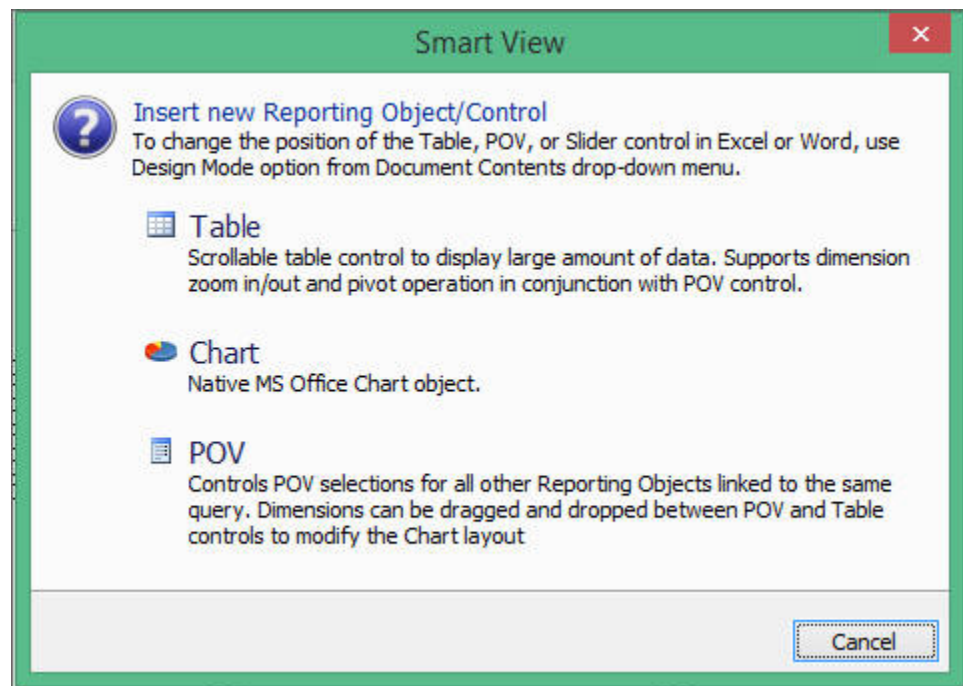 Smart View
Insert new Reporting Object/Control
To change the position of the Table, POV, or Slider control in Excel or Word, use
Design Mode option from Document Contents drop-down menu.
Table
Scrollable table control to display large amount of data. Supports dimension
zoom in/out and pivot operation in conjunction with POV control.
Chart
Native MS Office Chart object.
POV
Controls POV selections for all other Reporting Objects linked to the same
query. Dimensions can be dragged and dropped between POV and Table
controls to modify the Chart layout
Cancel